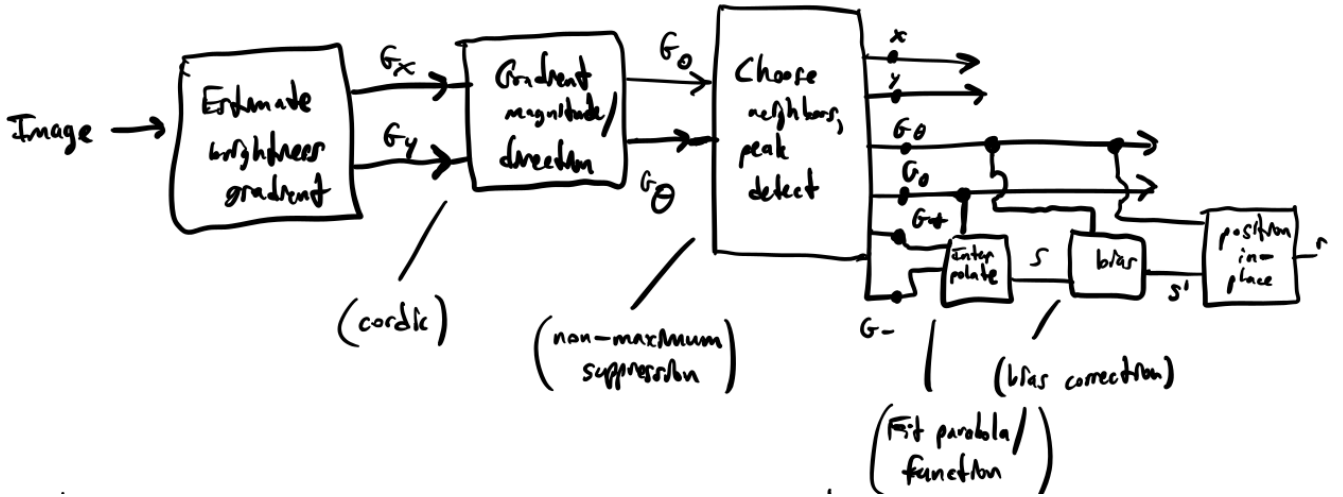 Image
Estimate
brightness
gradient
Gx
Gy
Gradient
magnitude/
direction
G0
Gθ
Choose
neighbors,
peak
detect
x
y
Gθ
G0
G+
G-
Inter
polate
s
bias
s'
position
in-
place
r
(cordic)
(non-maximum
suppression)
(Fit parabola/
function)
(bias correction)